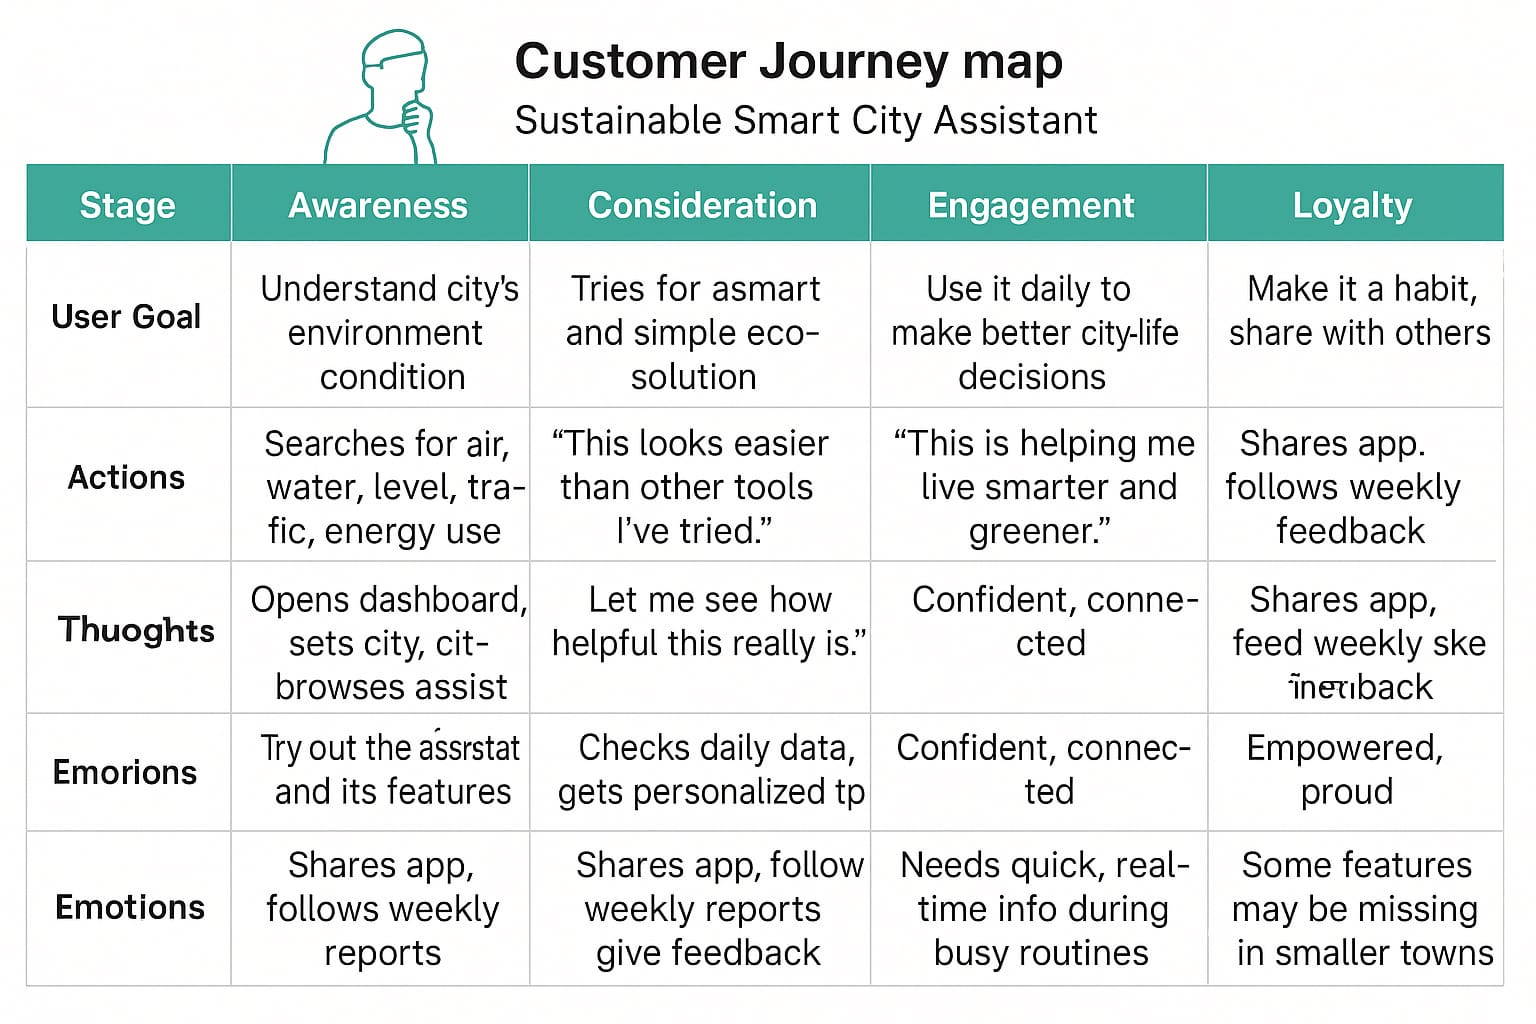 Customer Journey map
Sustainable Smart City Assistant
Stage
Awareness
Consideration
Engagement
Loyalty
User Goal
Understand city's
environment
condition
Tries for asmart
and simple eco-
solution
Use it daily to
make better city-life
decisions
Make it a habit,
share with others
Actions
Searches for air,
water, level, tra-
fic, energy use
“This looks easier
than other tools
I’ve tried.”
“This is helping me
live smarter and
greener.”
Shares app.
follows weekly
feedback
Thuoghts
Opens dashboard,
sets city, cit-
browses assist
Let me see how
helpful this really is.”
Confident, conne-
cted
Shares app,
feed weekly ske
Emorions
Try out the assrstat
and its features
Checks daily data,
gets personalized tp
Confident, connec-
ted
Empowered,
proud
Emotions
Shares app,
follows weekly
reports
Shares app, follow
weekly reports
give feedback
Needs quick, real-
time info during
busy routines
Some features
may be missing
in smaller towns